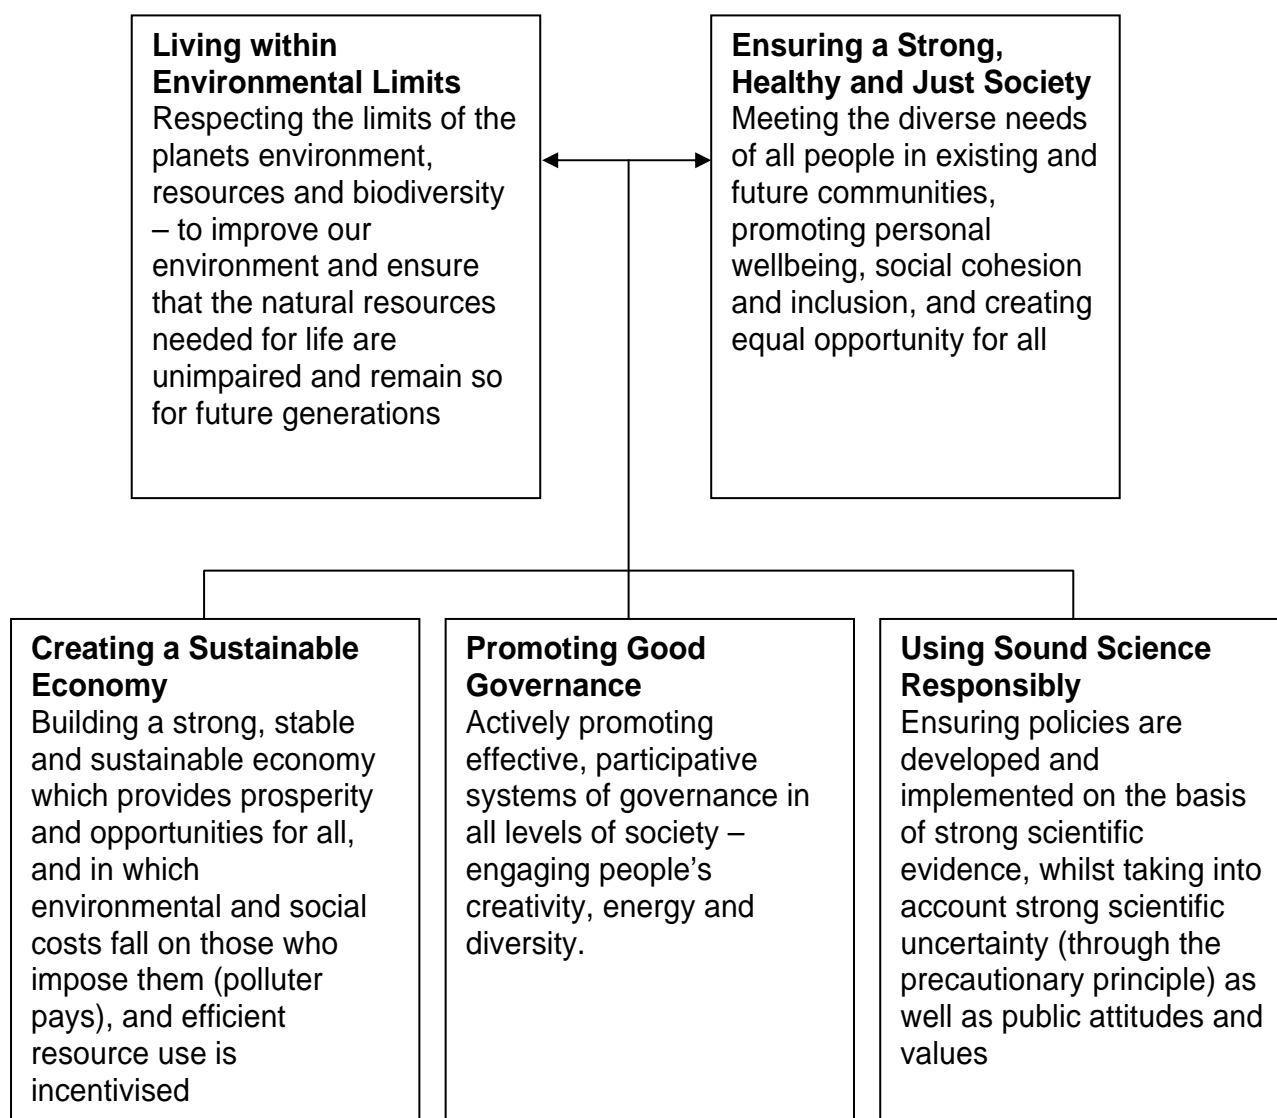 Living within
Environmental Limits
Respecting the limits of the
planets environment,
resources and biodiversity
– to improve our
environment and ensure
that the natural resources
needed for life are
unimpaired and remain so
for future generations
Ensuring a Strong,
Healthy and Just Society
Meeting the diverse needs
of all people in existing and
future communities,
promoting personal
wellbeing, social cohesion
and inclusion, and creating
equal opportunity for all
Creating a Sustainable
Economy
Building a strong, stable
and sustainable economy
which provides prosperity
and opportunities for all,
and in which
environmental and social
costs fall on those who
impose them (polluter
pays), and efficient
resource use is
incentivised
Promoting Good
Governance
Actively promoting
effective, participative
systems of governance in
all levels of society –
engaging people’s
creativity, energy and
diversity.
Using Sound Science
Responsibly
Ensuring policies are
developed and
implemented on the basis
of strong scientific
evidence, whilst taking into
account strong scientific
uncertainty (through the
precautionary principle) as
well as public attitudes and
values